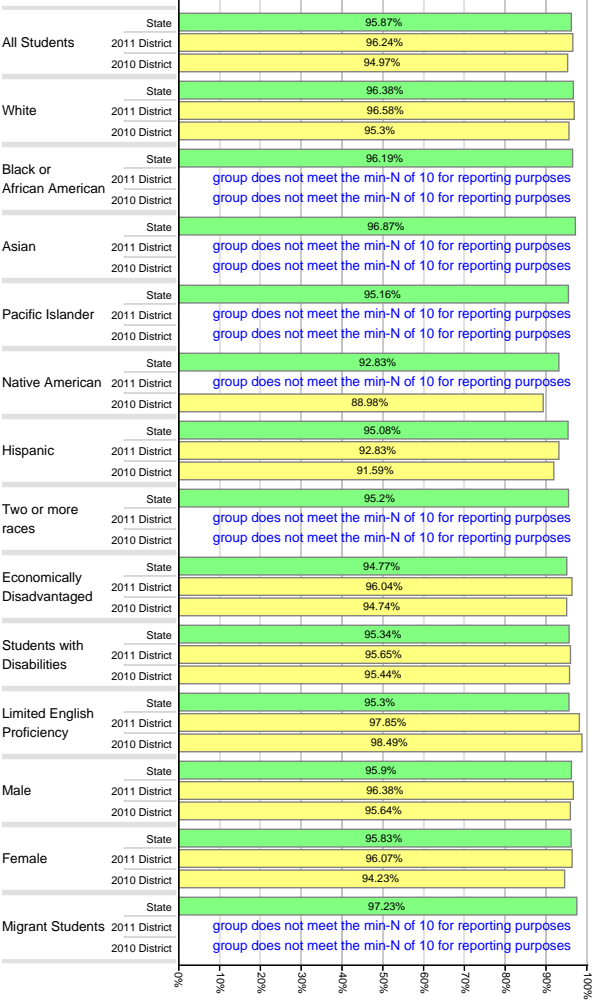 State 95.87%
All Students 2011 District 96.24%
2010 District 94.97%
State 96.38%
White 2011 District 96.58%
2010 District 95.3%
State 96.19%
Black or
African American 2011 District group does not meet the min-N of 10 for reporting purposes
2010 District group does not meet the min-N of 10 for reporting purposes
State 96.87%
Asian 2011 District group does not meet the min-N of 10 for reporting purposes
2010 District group does not meet the min-N of 10 for reporting purposes
State 95.16%
Pacific Islander 2011 District group does not meet the min-N of 10 for reporting purposes
2010 District group does not meet the min-N of 10 for reporting purposes
State 92.83%
Native American 2011 District group does not meet the min-N of 10 for reporting purposes
2010 District 88.98%
State 95.08%
Hispanic 2011 District 92.83%
2010 District 91.59%
State 95.2%
Two or more
races 2011 District group does not meet the min-N of 10 for reporting purposes
2010 District group does not meet the min-N of 10 for reporting purposes
State 94.77%
Economically
Disadvantaged 2011 District 96.04%
2010 District 94.74%
State 95.34%
Students with
Disabilities 2011 District 95.65%
2010 District 95.44%
State 95.3%
Limited English
Proficiency 2011 District 97.85%
2010 District 98.49%
State 95.9%
Male 2011 District 96.38%
2010 District 95.64%
State 95.83%
Female 2011 District 96.07%
2010 District 94.23%
State 97.23%
Migrant Students 2011 District group does not meet the min-N of 10 for reporting purposes
2010 District group does not meet the min-N of 10 for reporting purposes
0% 10% 20% 30% 40% 50% 60% 70% 80% 90% 100%